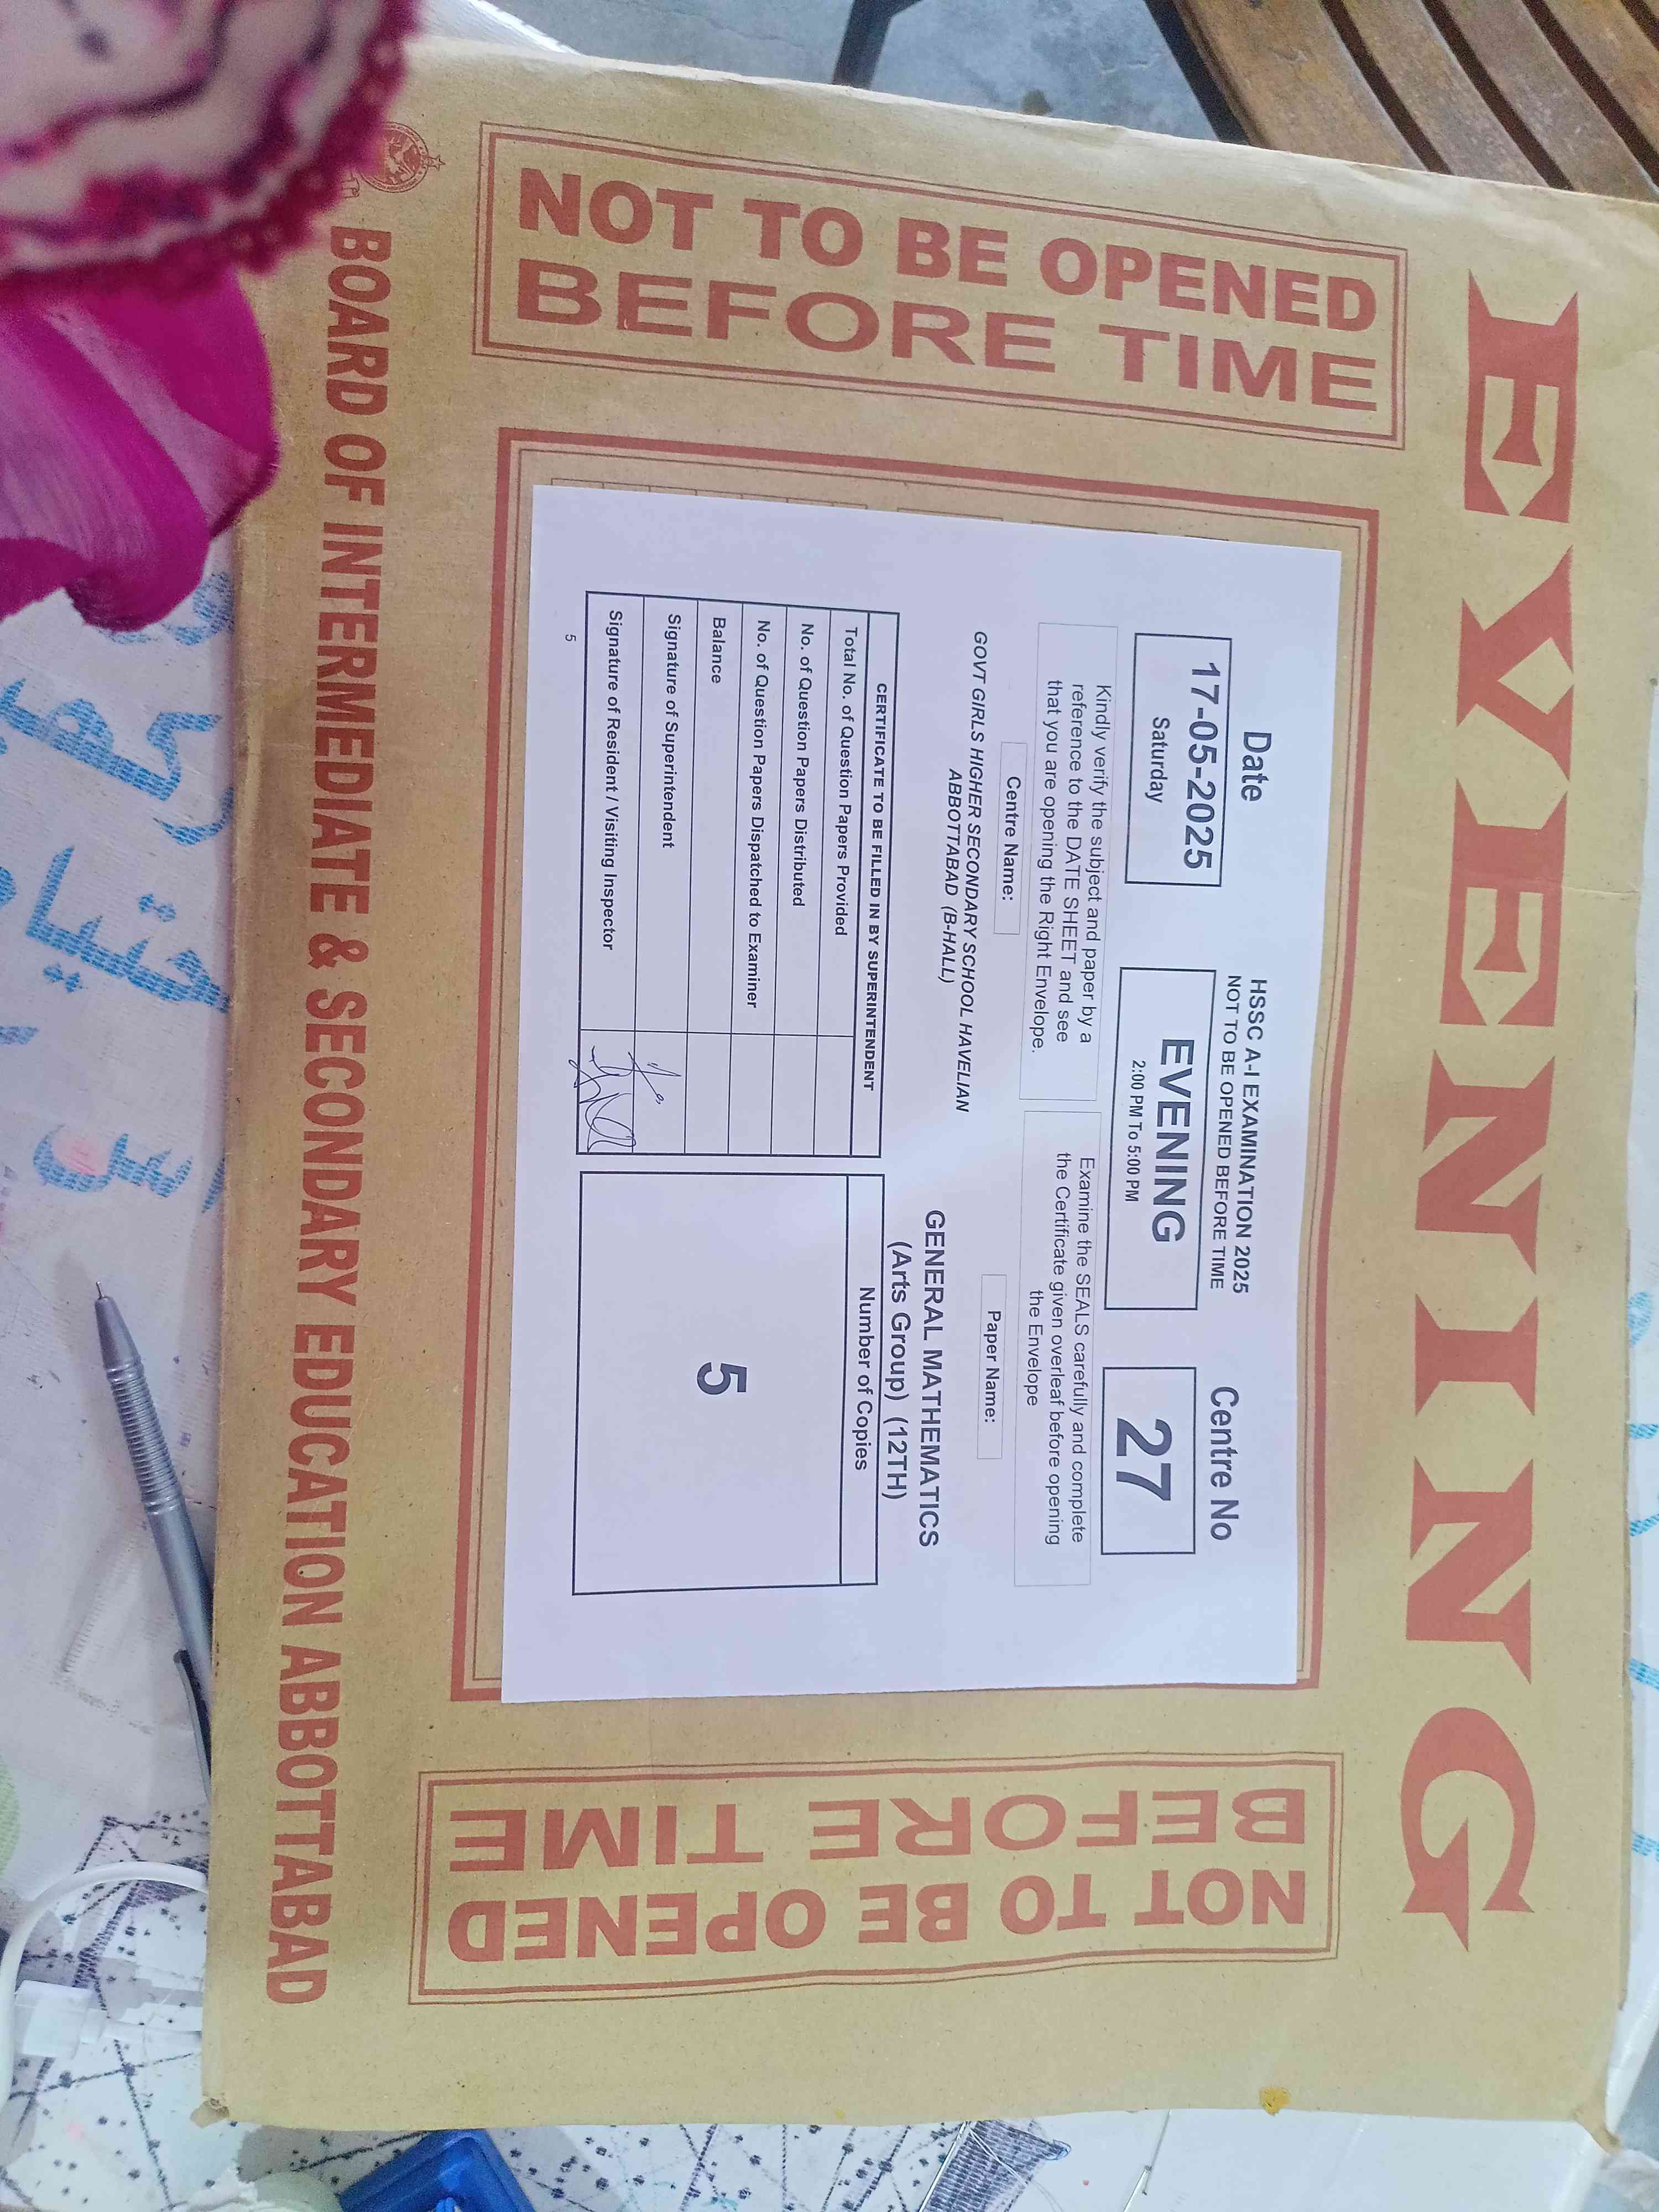 EVENING
NOT TO BE OPENED
BEFORE TIME
Date
17-05-2025
Saturday
HSSC A-I EXAMINATION 2025
NOT TO BE OPENED BEFORE TIME
EVENING
2:00 PM To 5:00 PM
Centre No
27
Kindly verify the subject and paper by a
reference to the DATE SHEET and see
that you are opening the Right Envelope.
Examine the SEALS carefully and complete
the Certificate given overleaf before opening
the Envelope
Centre Name:
GOVT GIRLS HIGHER SECONDARY SCHOOL HAVELIAN
ABBOTTABAD (B-HALL)
Paper Name:
GENERAL MATHEMATICS
(Arts Group) (12TH)
CERTIFICATE TO BE FILLED IN BY SUPERINTENDENT
Total No. of Question Papers Provided
No. of Question Papers Distributed
No. of Question Papers Dispatched to Examiner
Balance
Signature of Superintendent
Signature of Resident / Visiting Inspector
Number of Copies
5
5
NOT TO BE OPENED
BEFORE TIME
BOARD OF INTERMEDIATE & SECONDARY EDUCATION ABBOTTABAD